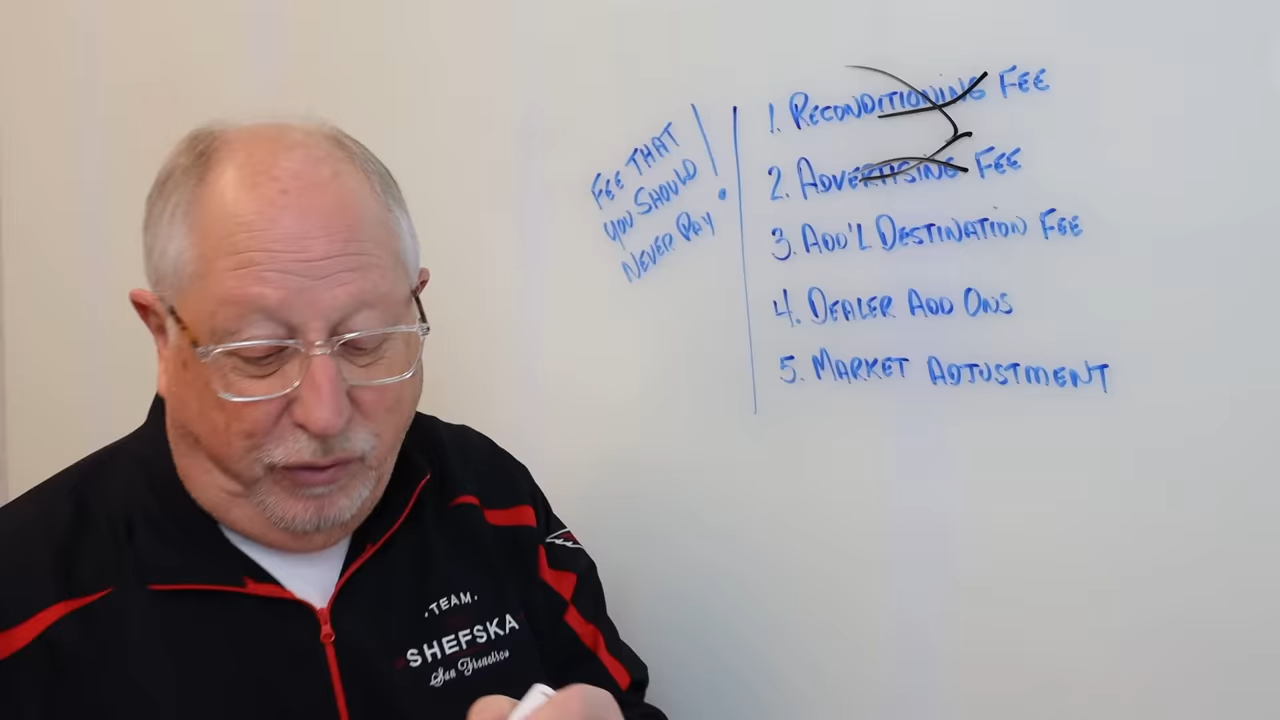 FEE THAT
YOU SHOULD
NEVER PAY!
1. RECONDITIONING FEE
2. ADVERTISING FEE
3. ADD'L DESTINATION FEE
4. DEALER ADD ONS
5. MARKET ADJUSTMENT
·TEAM·
SHEFSKA
San Francisco